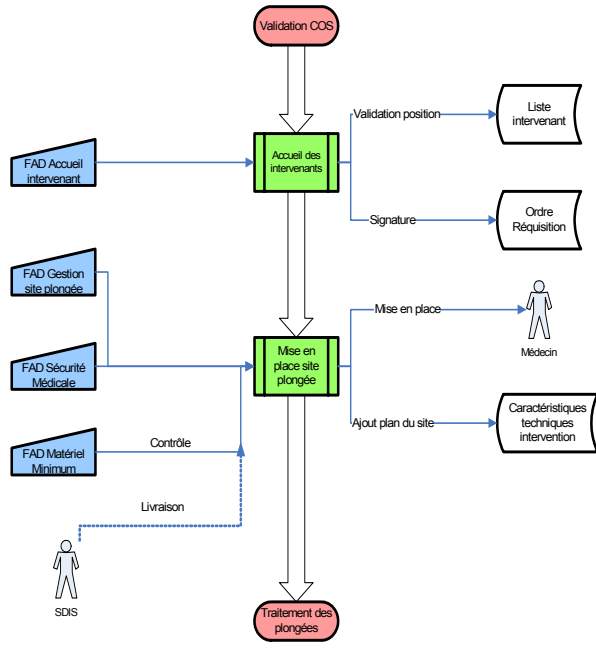 Validation COS
Validation position
Liste
intervenant
FAD Accueil
intervenant
Accueil des
intervenants
Signature
Ordre
Réquisition
FAD Gestion
site plongée
Mise en place
Médecin
FAD Sécurité
Médicale
Mise en
place site
plongée
Ajout plan du site
Caractéristiques
techniques
intervention
FAD Matériel
Minimum
Contrôle
Livraison
SDIS
Traitement des
plongées